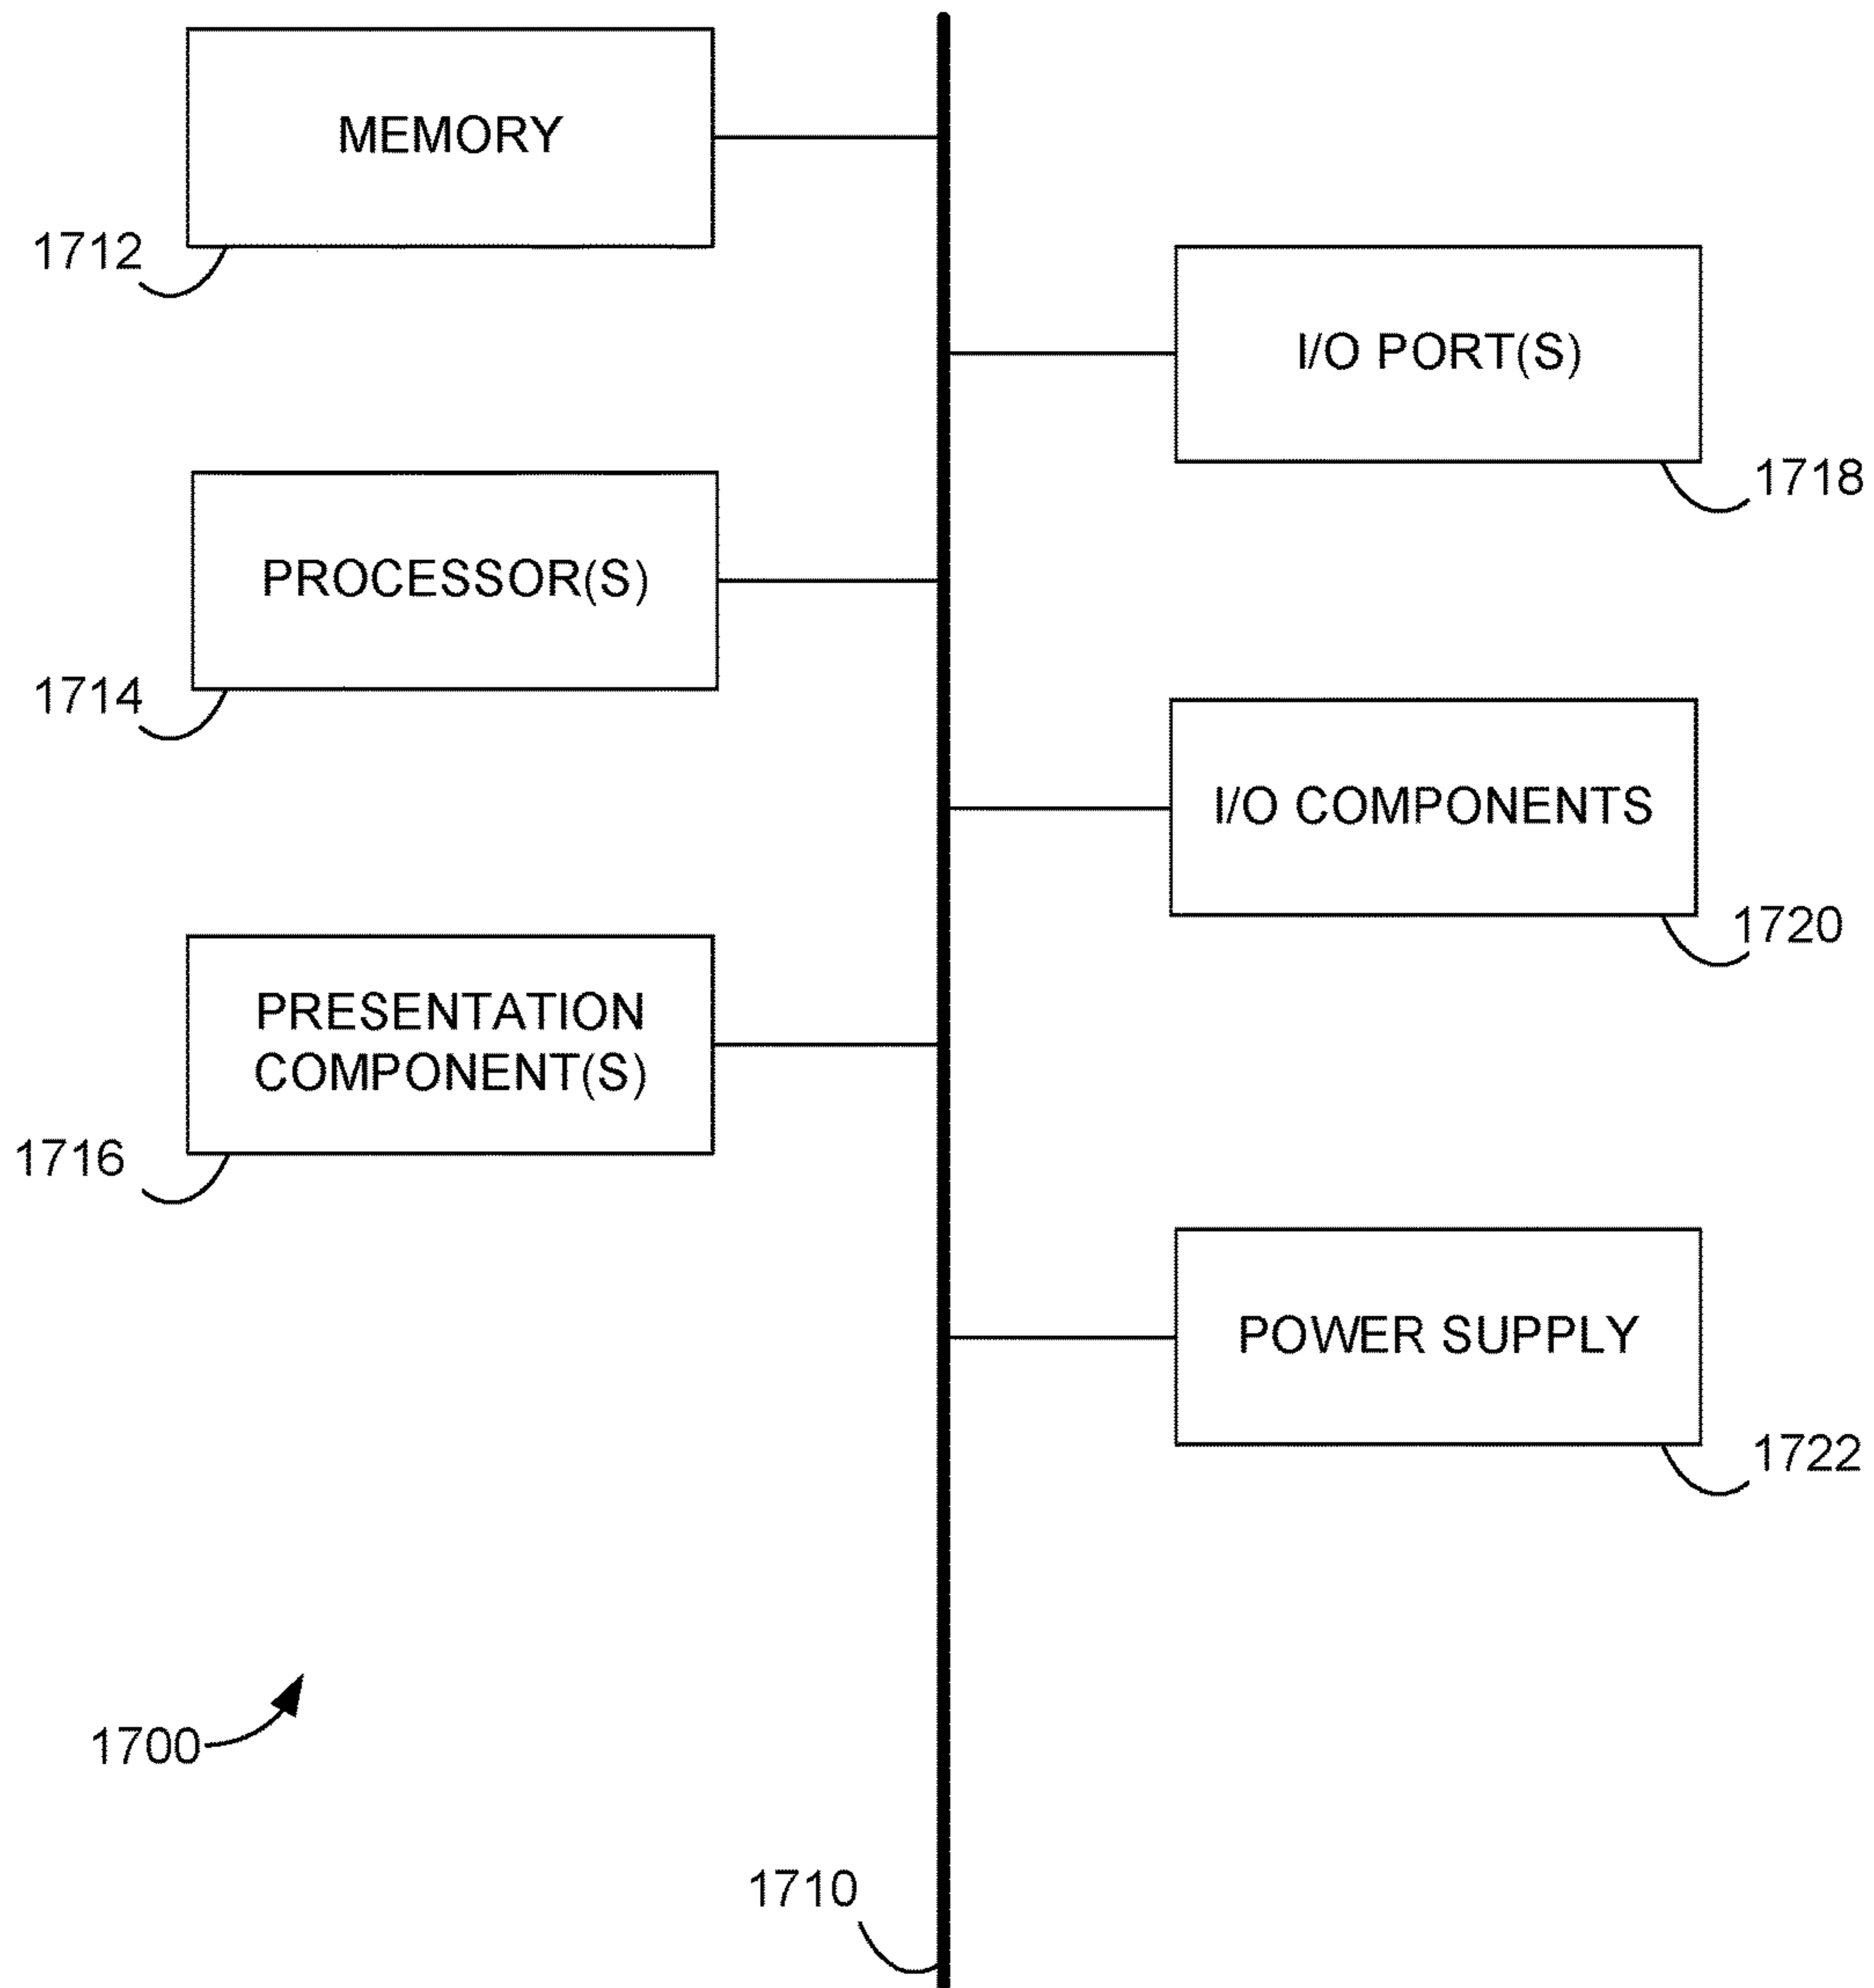 MEMORY
1712
I/O PORT(S)
1718
PROCESSOR(S)
1714
I/O COMPONENTS
1720
PRESENTATION
COMPONENT(S)
1716
POWER SUPPLY
1722
1700
1710